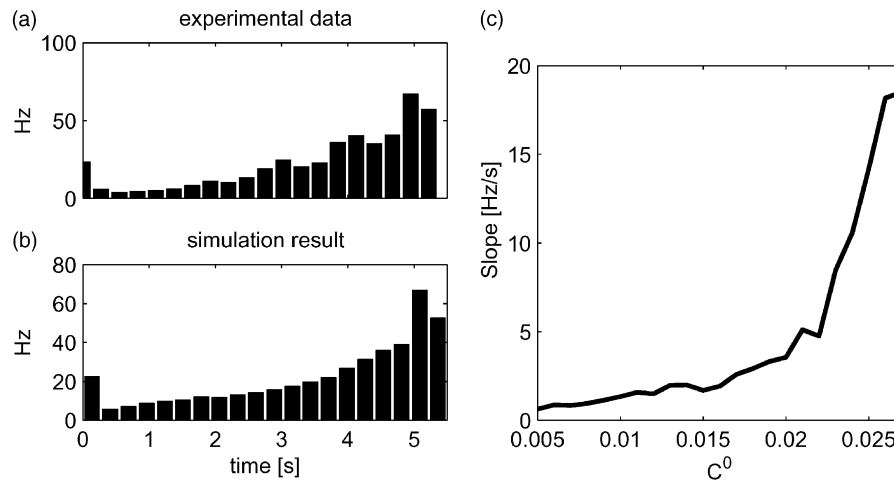 (a)
experimental data
100
50
0
Hz
(b)
simulation result
80
60
40
20
0
Hz
0 1 2 3 4 5
time [s]
(c)
20
15
10
5
0
Slope [Hz/s]
0.005 0.01 0.015 0.02 0.025
C⁰